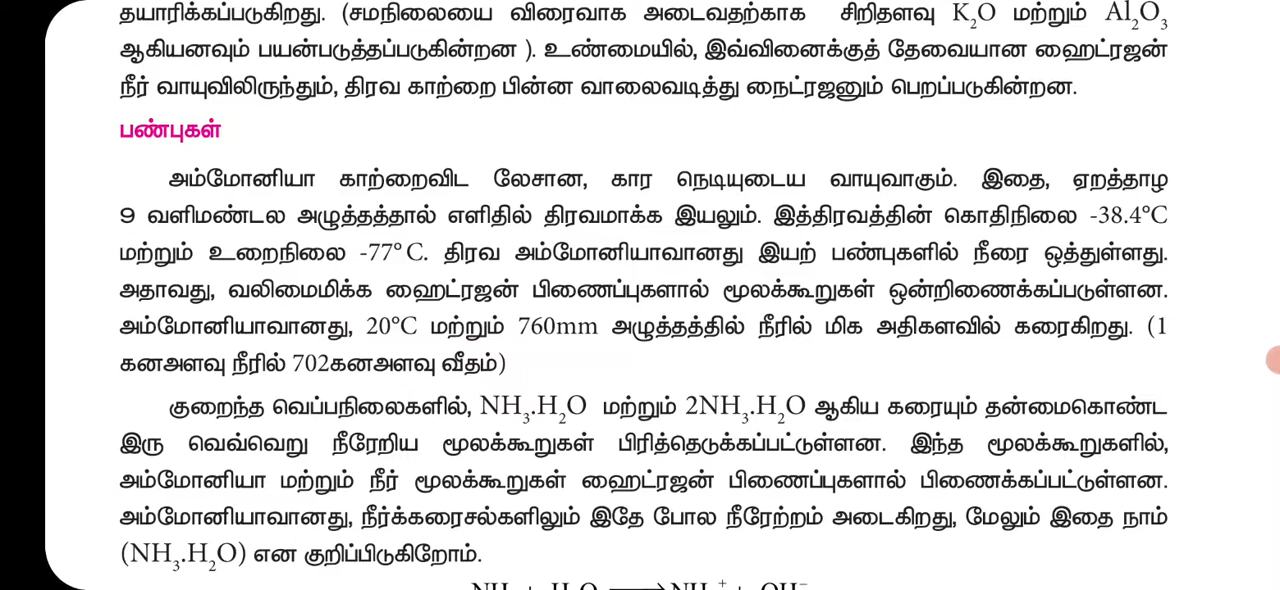 தயாரிக்கப்படுகிறது. (சமநிலையை விரைவாக அடைவதற்காக சிறிதளவு K₂O மற்றும் Al₂O₃
ஆகியனவும் பயன்படுத்தப்படுகின்றன ). உண்மையில், இவ்வினைக்குத் தேவையான ஹைட்ரஜன்
நீர் வாயுவிலிருந்தும், திரவ காற்றை பின்ன வாலைவடித்து நைட்ரஜனும் பெறப்படுகின்றன.
பண்புகள்
அம்மோனியா காற்றைவிட லேசான, கார நெடியுடைய வாயுவாகும். இதை, ஏறத்தாழ
9 வளிமண்டல அழுத்தத்தால் எளிதில் திரவமாக்க இயலும். இத்திரவத்தின் கொதிநிலை -38.4°C
மற்றும் உறைநிலை -77° C. திரவ அம்மோனியாவானது இயற் பண்புகளில் நீரை ஒத்துள்ளது.
அதாவது, வலிமைமிக்க ஹைட்ரஜன் பிணைப்புகளால் மூலக்கூறுகள் ஒன்றிணைக்கப்படுள்ளன.
அம்மோனியாவானது, 20°C மற்றும் 760mm அழுத்தத்தில் நீரில் மிக அதிகளவில் கரைகிறது. (1
கனஅளவு நீரில் 702கனஅளவு வீதம்)
குறைந்த வெப்பநிலைகளில், NH₃.H₂O மற்றும் 2NH₃.H₂O ஆகிய கரையும் தன்மைகொண்ட
இரு வெவ்வெறு நீரேறிய மூலக்கூறுகள் பிரித்தெடுக்கப்பட்டுள்ளன. இந்த மூலக்கூறுகளில்,
அம்மோனியா மற்றும் நீர் மூலக்கூறுகள் ஹைட்ரஜன் பிணைப்புகளால் பிணைக்கப்பட்டுள்ளன.
அம்மோனியாவானது, நீர்க்கரைசல்களிலும் இதே போல நீரேற்றம் அடைகிறது, மேலும் இதை நாம்
(NH₃.H₂O) என குறிப்பிடுகிறோம்.